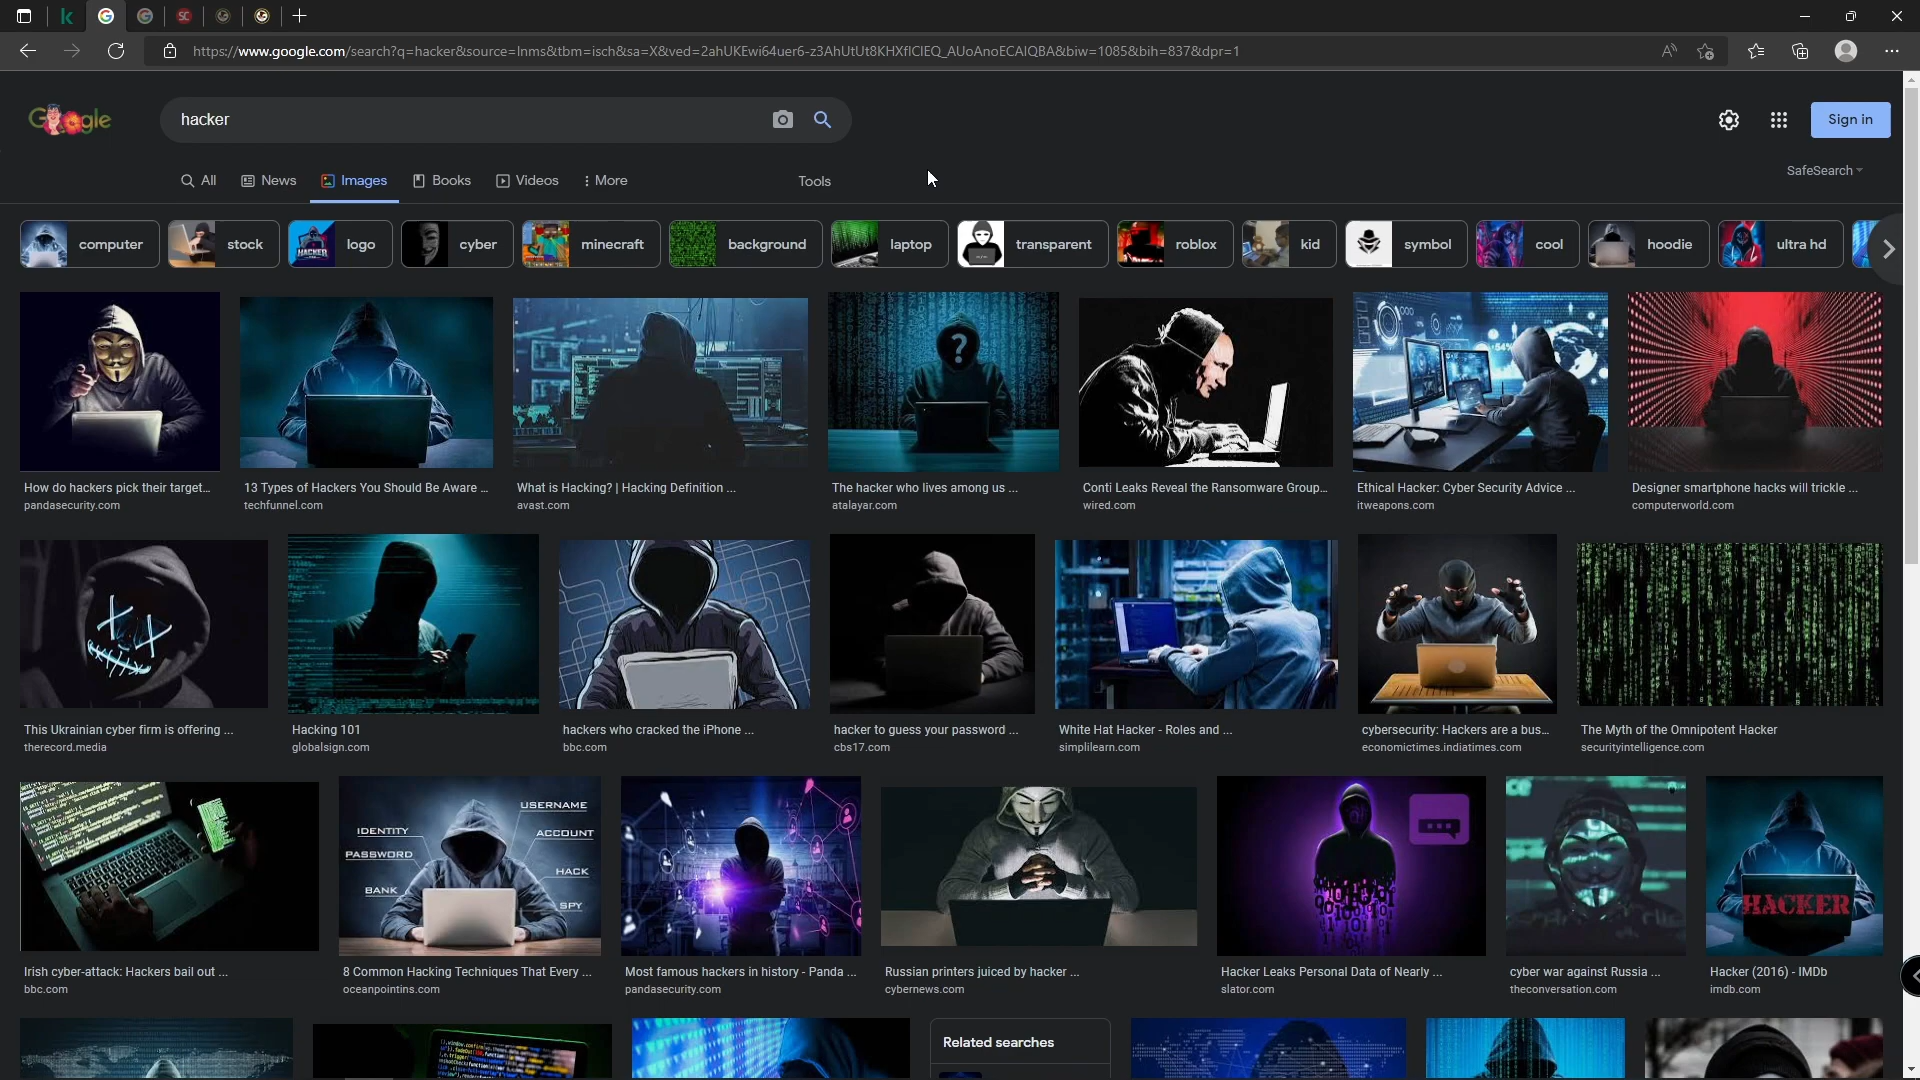 https://www.google.com/search?q=hacker&source=lnms&tbm=isch&sa=X&ved=2ahUKEwi64uer6-z3AhUtUt8KHXflCIEQ_AUoAnoECAIQBA&biw=1085&bih=837&dpr=1
Google
hacker
Sign in
All
News
Images
Books
Videos
More
Tools
SafeSearch
computer
stock
logo
cyber
minecraft
background
laptop
transparent
roblox
kid
symbol
cool
hoodie
ultra hd
HACKER
?
How do hackers pick their target...
pandasecurity.com
13 Types of Hackers You Should Be Aware ...
techfunnel.com
What is Hacking? | Hacking Definition ...
avast.com
The hacker who lives among us ...
atalayar.com
Conti Leaks Reveal the Ransomware Group...
wired.com
Ethical Hacker: Cyber Security Advice ...
itweapons.com
Designer smartphone hacks will trickle ...
computerworld.com
This Ukrainian cyber firm is offering ...
therecord.media
Hacking 101
globalsign.com
hackers who cracked the iPhone ...
bbc.com
hacker to guess your password ...
cbs17.com
White Hat Hacker - Roles and ...
simplilearn.com
cybersecurity: Hackers are a bus...
economictimes.indiatimes.com
The Myth of the Omnipotent Hacker
securityintelligence.com
USERNAME
IDENTITY
ACCOUNT
PASSWORD
HACK
BANK
SPY
HACKER
Irish cyber-attack: Hackers bail out ...
bbc.com
8 Common Hacking Techniques That Every ...
oceanpointins.com
Most famous hackers in history - Panda ...
pandasecurity.com
Russian printers juiced by hacker ...
cybernews.com
Hacker Leaks Personal Data of Nearly ...
slator.com
cyber war against Russia ...
theconversation.com
Hacker (2016) - IMDb
imdb.com
Related searches